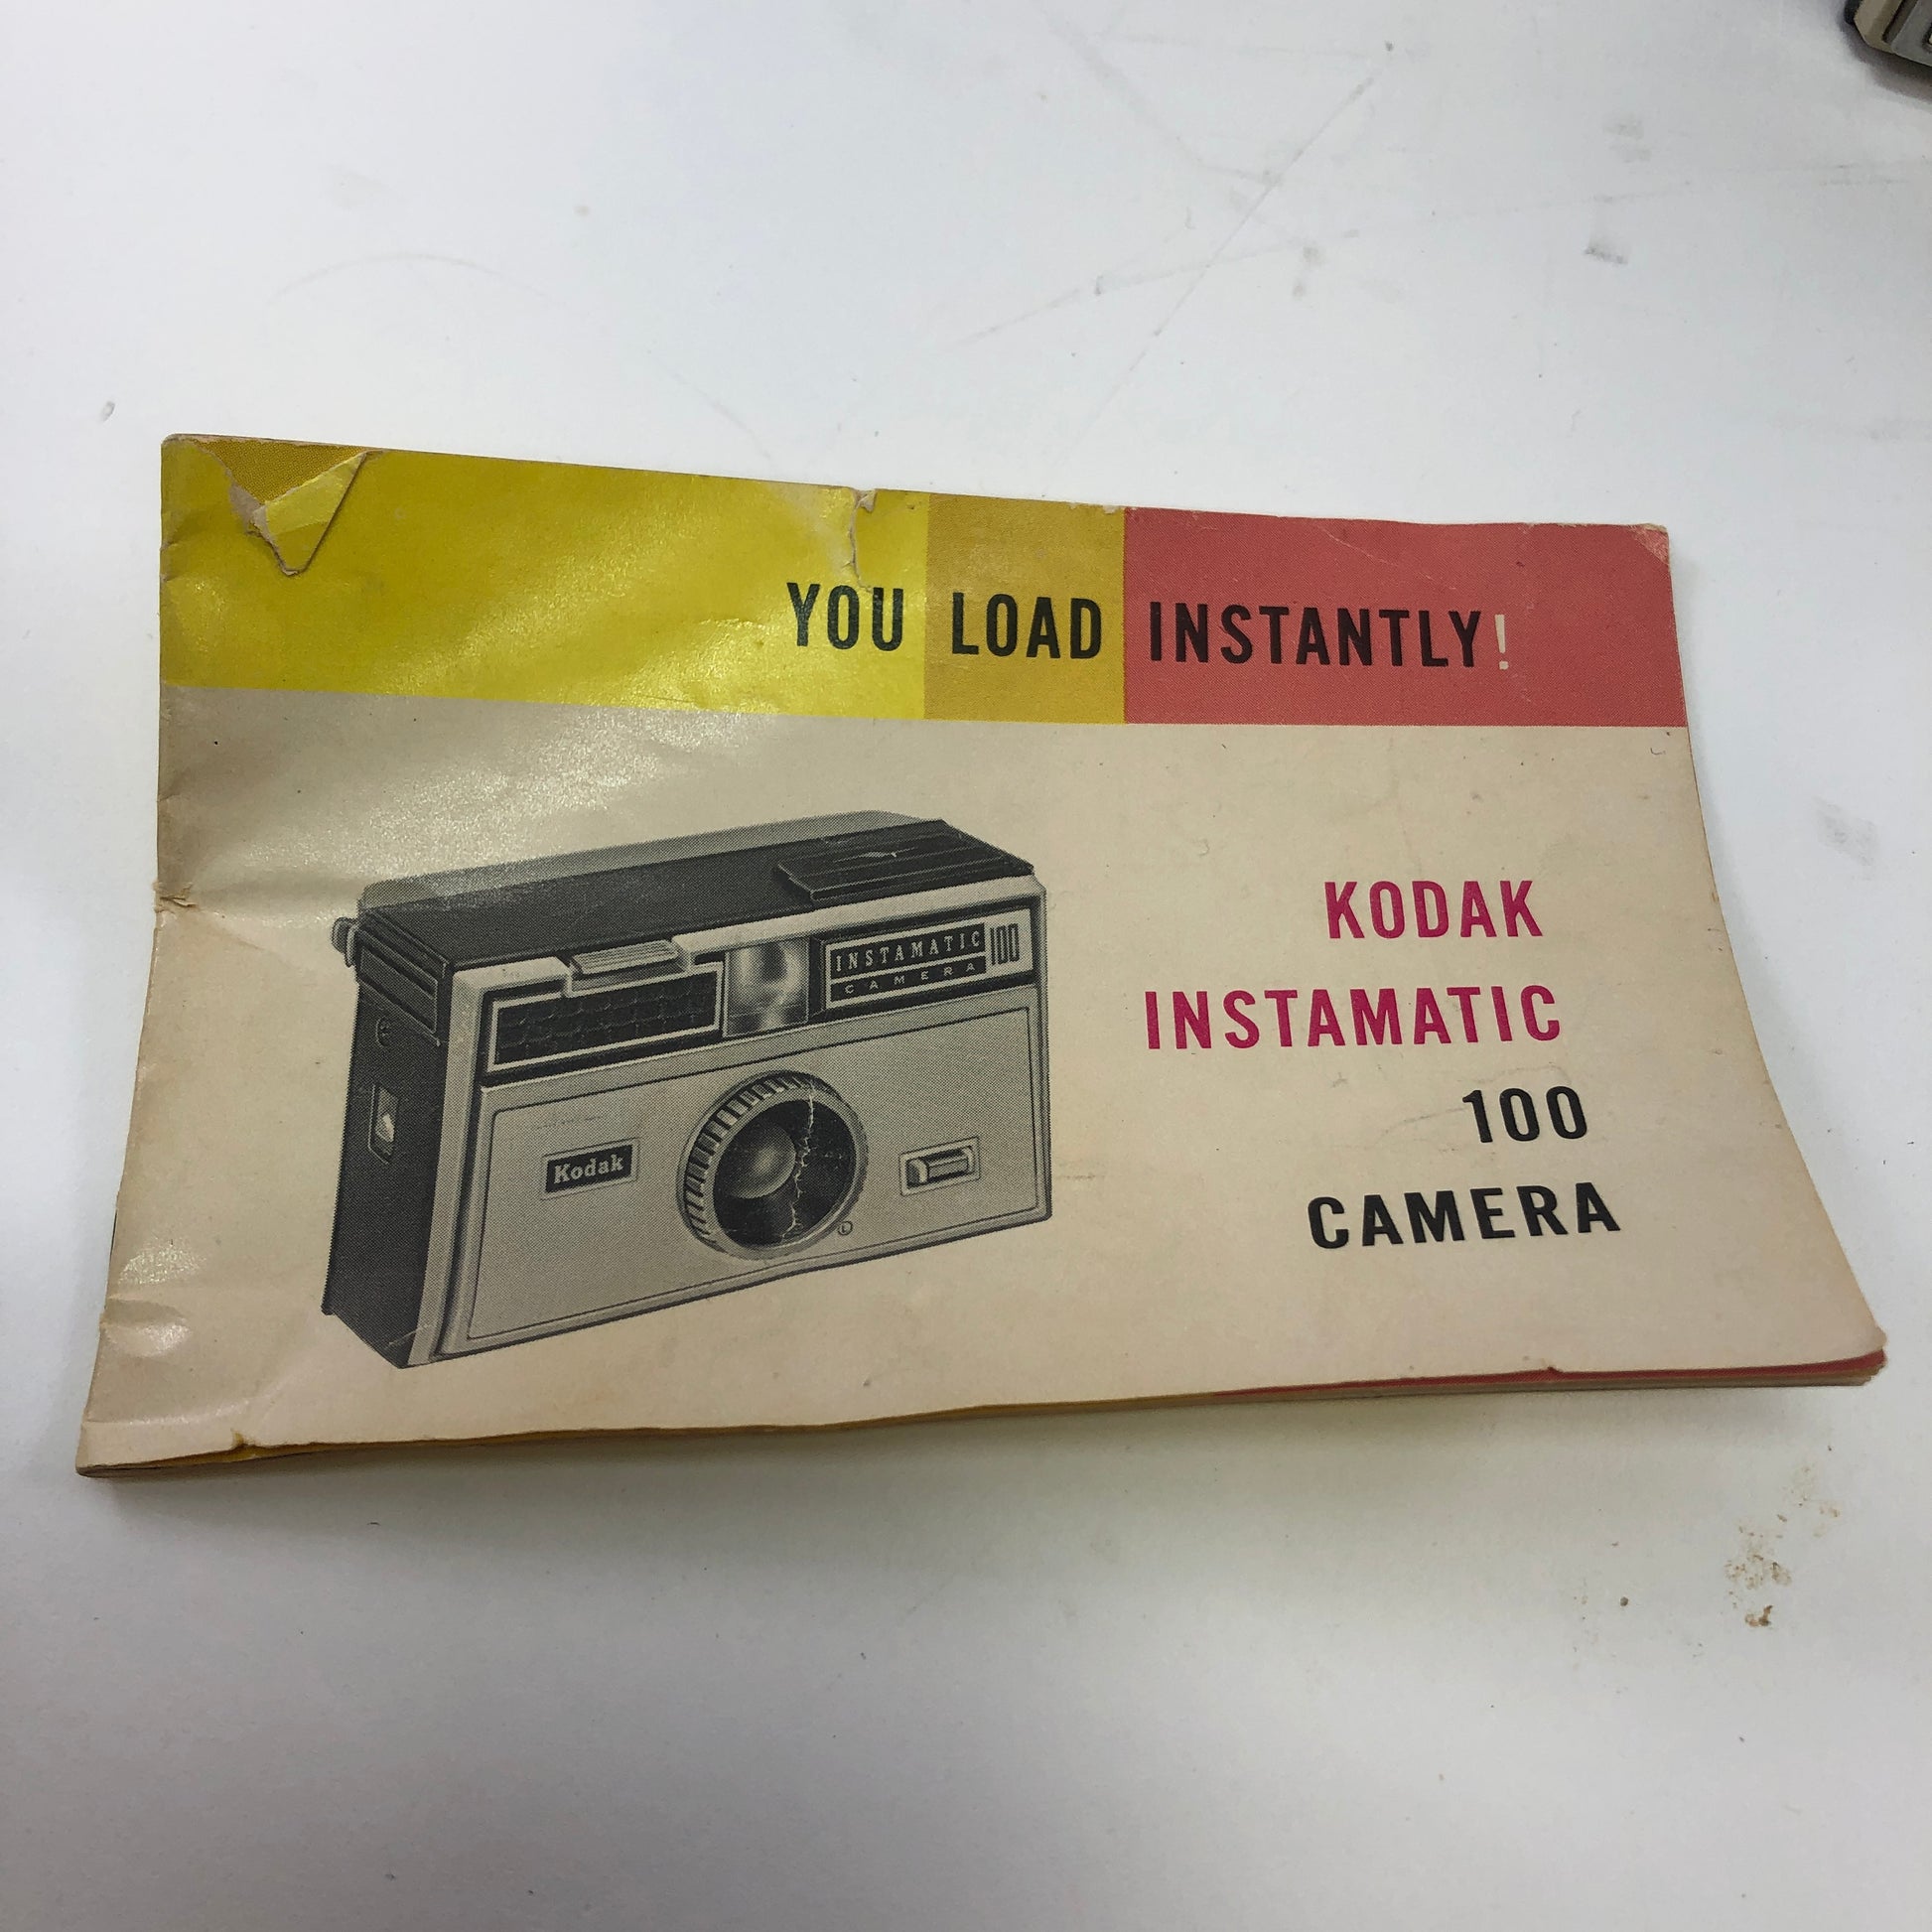 YOU LOAD INSTANTLY!
INSTAMATIC 100
CAMERA
Kodak
KODAK
INSTAMATIC
100
CAMERA